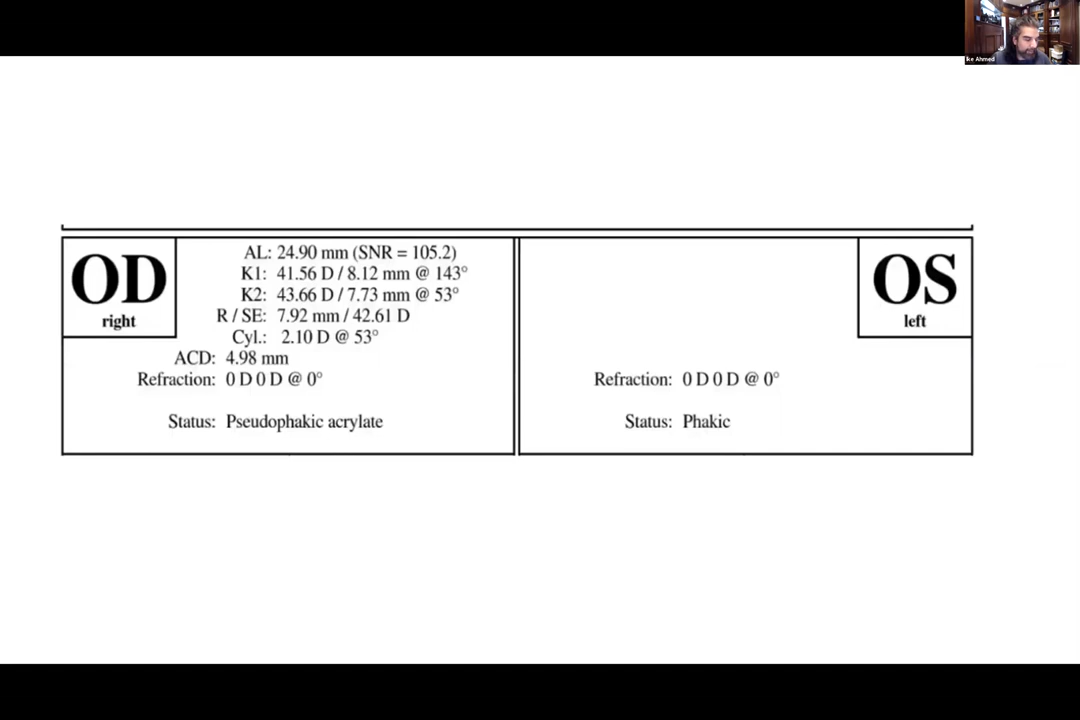 Ike Ahmed
OD
right
AL: 24.90 mm (SNR = 105.2)
K1: 41.56 D / 8.12 mm @ 143°
K2: 43.66 D / 7.73 mm @ 53°
R / SE: 7.92 mm / 42.61 D
Cyl.: 2.10 D @ 53°
ACD: 4.98 mm
Refraction: 0 D 0 D @ 0°
Status: Pseudophakic acrylate
OS
left
Refraction: 0 D 0 D @ 0°
Status: Phakic